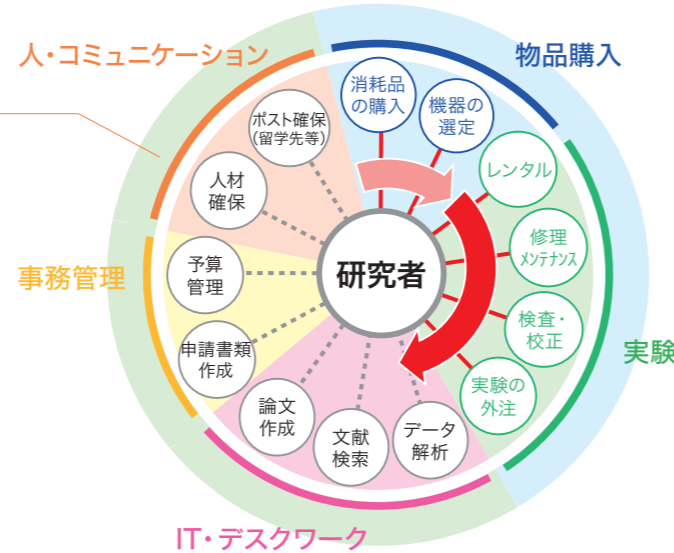 人・コミュニケーション
物品購入
消耗品
の購入
機器の
選定
ポスト確保
(留学先等)
レンタル
人材
確保
修理
メンテナンス
研究者
予算
管理
事務管理
検査・
校正
実験
申請書類
作成
実験の
外注
論文
作成
文献
検索
データ
解析
IT・デスクワーク